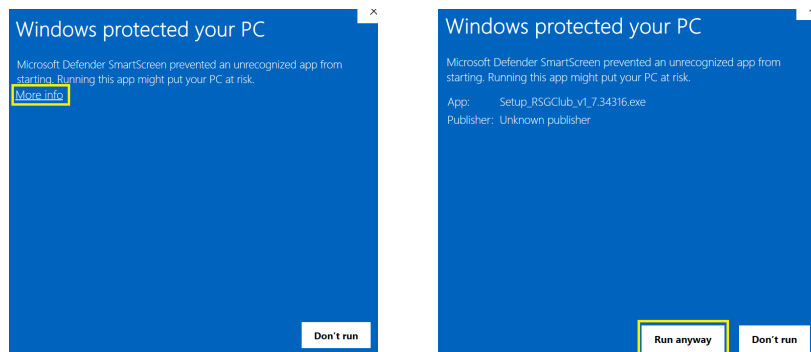 Windows protected your PC
Microsoft Defender SmartScreen prevented an unrecognized app from
starting. Running this app might put your PC at risk.
More info
Don't run
Windows protected your PC
Microsoft Defender SmartScreen prevented an unrecognized app from
starting. Running this app might put your PC at risk.
App: Setup_RSGClub_v1_7.34316.exe
Publisher: Unknown publisher
Run anyway Don't run